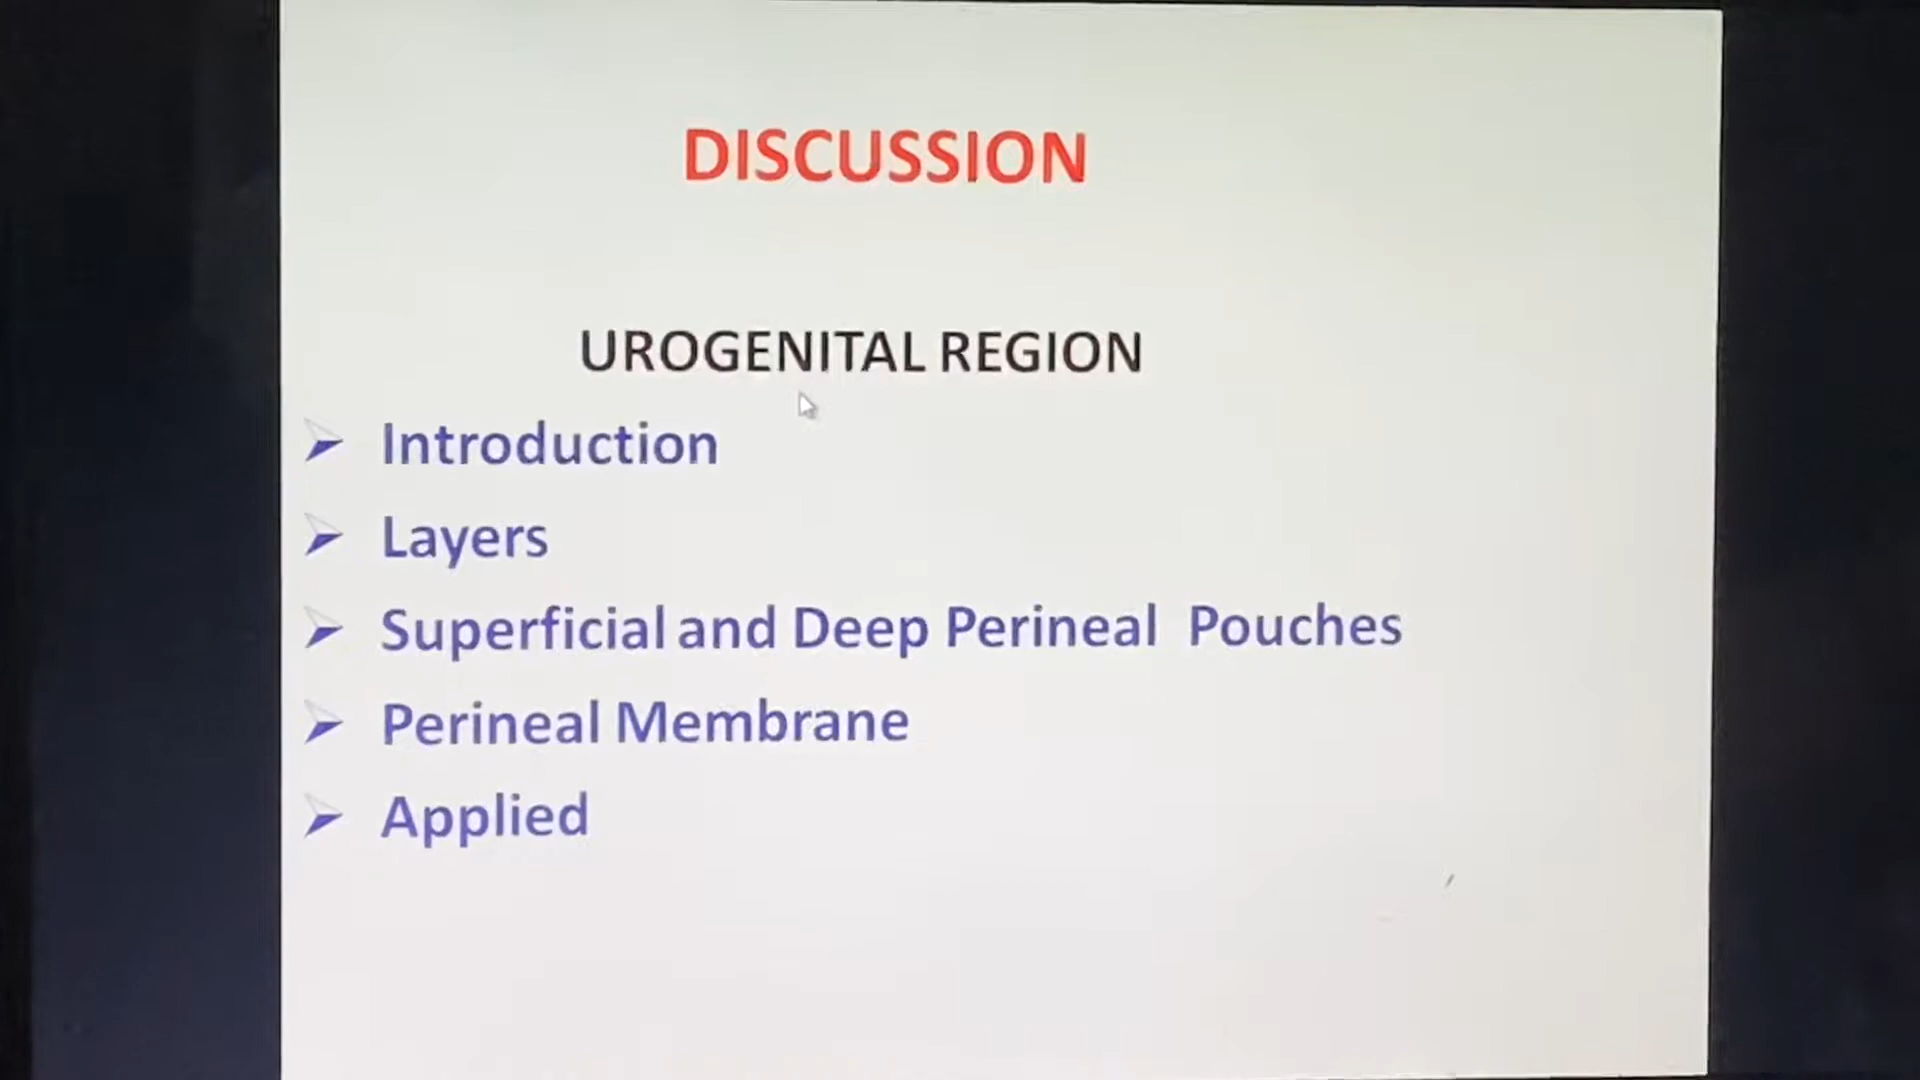 DISCUSSION
UROGENITAL REGION
Introduction
Layers
Superficial and Deep Perineal Pouches
Perineal Membrane
Applied